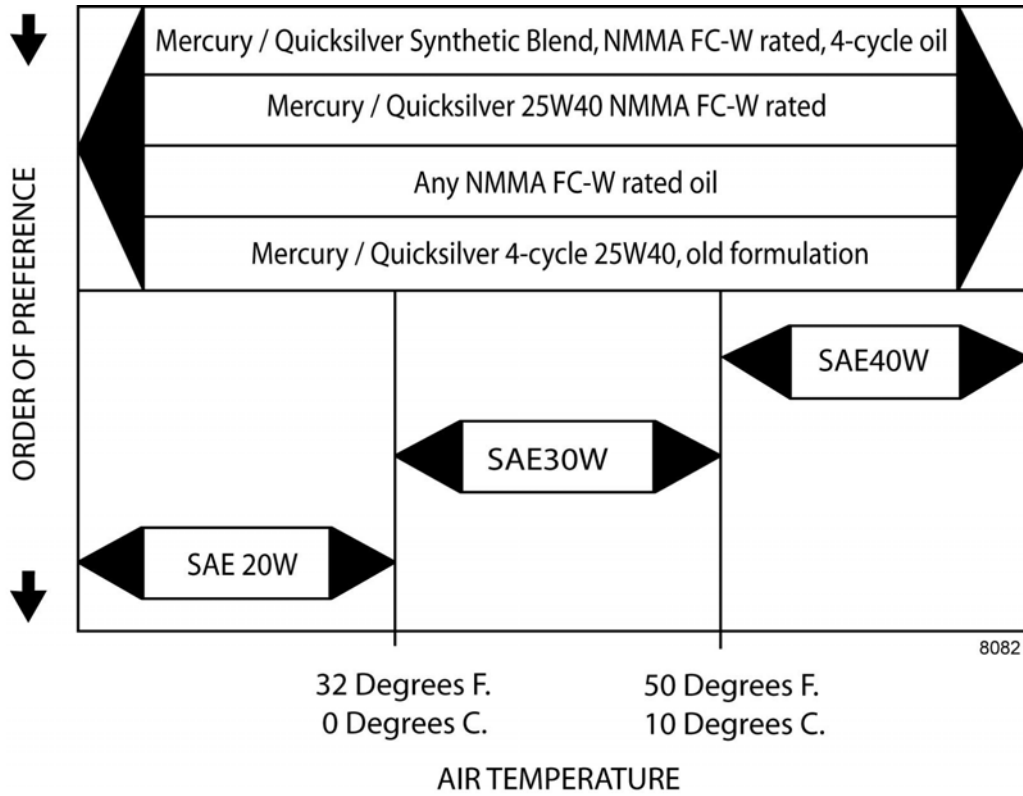 Mercury / Quicksilver Synthetic Blend, NMMA FC-W rated, 4-cycle oil
Mercury / Quicksilver 25W40 NMMA FC-W rated
Any NMMA FC-W rated oil
Mercury / Quicksilver 4-cycle 25W40, old formulation
ORDER OF PREFERENCE
SAE40W
SAE30W
SAE 20W
8082
32 Degrees F.
0 Degrees C.
50 Degrees F.
10 Degrees C.
AIR TEMPERATURE